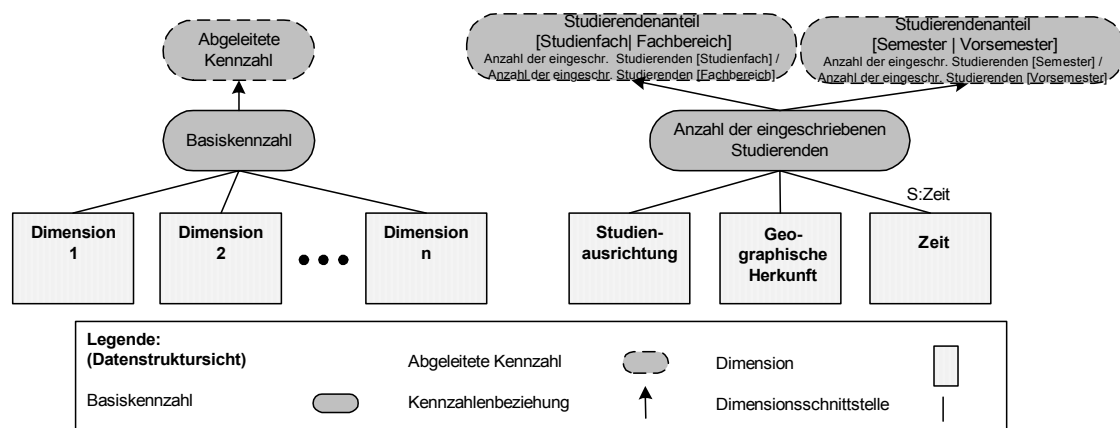 Abgeleitete
Kennzahl
Basiskennzahl
Dimension
1
Dimension
2
Dimension
n
Studierendenanteil
[Studienfach| Fachbereich]
Anzahl der eingeschr. Studierenden [Studienfach] /
Anzahl der eingeschr. Studierenden [Fachbereich]
Studierendenanteil
[Semester | Vorsemester]
Anzahl der eingeschr. Studierenden [Semester] /
Anzahl der eingeschr. Studierenden [Vorsemester]
Anzahl der eingeschriebenen
Studierenden
S:Zeit
Studien-
ausrichtung
Geo-
graphische
Herkunft
Zeit
Legende:
(Datenstruktursicht)
Abgeleitete Kennzahl
Dimension
Basiskennzahl
Kennzahlenbeziehung
Dimensionsschnittstelle